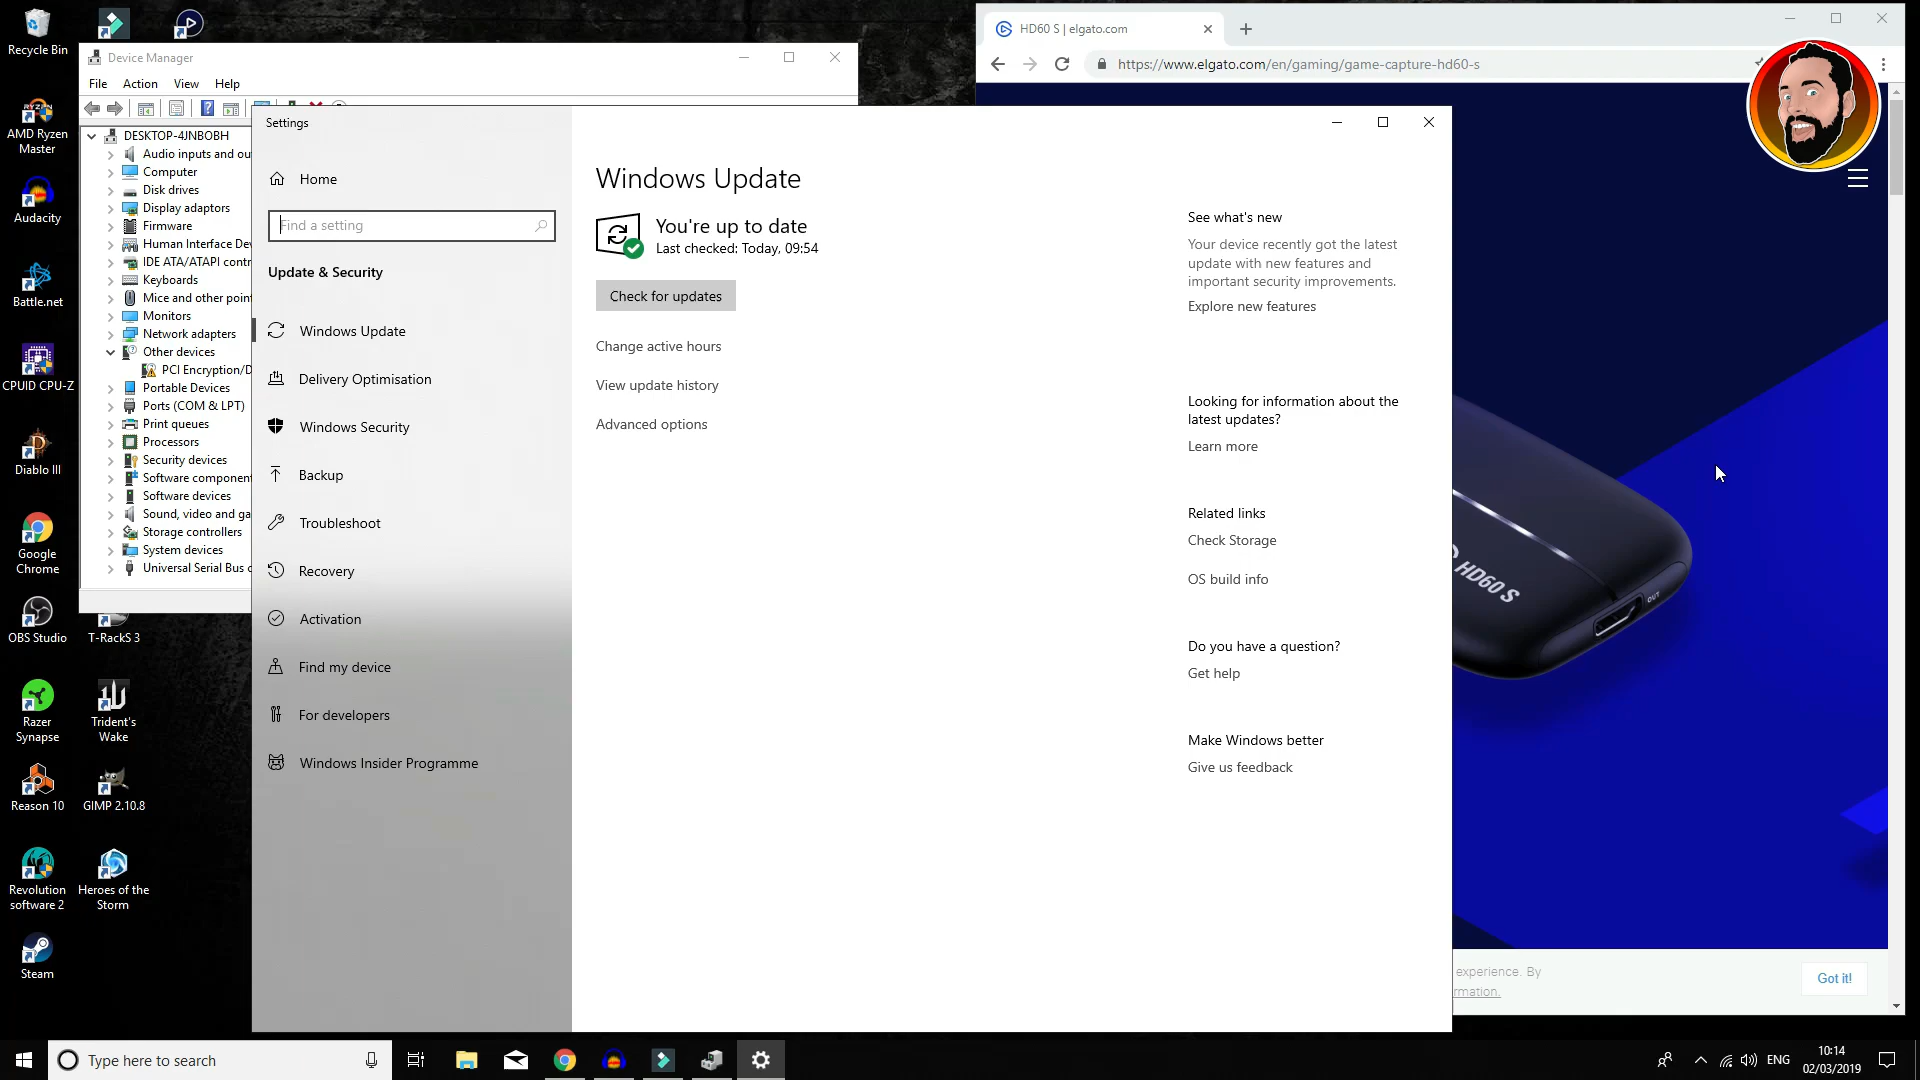 Recycle Bin
AMD Ryzen
Master
Audacity
Battle.net
CPUID CPU-Z
Diablo III
Google
Chrome
OBS Studio
T-RackS 3
Razer
Synapse
Trident's
Wake
Reason 10
GIMP 2.10.8
Revolution
software 2
Heroes of the
Storm
Steam
Device Manager
File
Action
View
Help
DESKTOP-4JNBOBH
Audio inputs and ou
Computer
Disk drives
Display adaptors
Firmware
Human Interface Dev
IDE ATA/ATAPI contr
Keyboards
Mice and other point
Monitors
Network adapters
Other devices
PCI Encryption/D
Portable Devices
Ports (COM & LPT)
Print queues
Processors
Security devices
Software component
Software devices
Sound, video and ga
Storage controllers
System devices
Universal Serial Bus c
Settings
Home
Find a setting
Update & Security
Windows Update
Delivery Optimisation
Windows Security
Backup
Troubleshoot
Recovery
Activation
Find my device
For developers
Windows Insider Programme
Windows Update
You're up to date
Last checked: Today, 09:54
Check for updates
Change active hours
View update history
Advanced options
See what's new
Your device recently got the latest
update with new features and
important security improvements.
Explore new features
Looking for information about the
latest updates?
Learn more
Related links
Check Storage
OS build info
Do you have a question?
Get help
Make Windows better
Give us feedback
HD60 S | elgato.com
https://www.elgato.com/en/gaming/game-capture-hd60-s
HD60 S
OUT
experience. By
rmation.
Got it!
Type here to search
ENG
10:14
02/03/2019